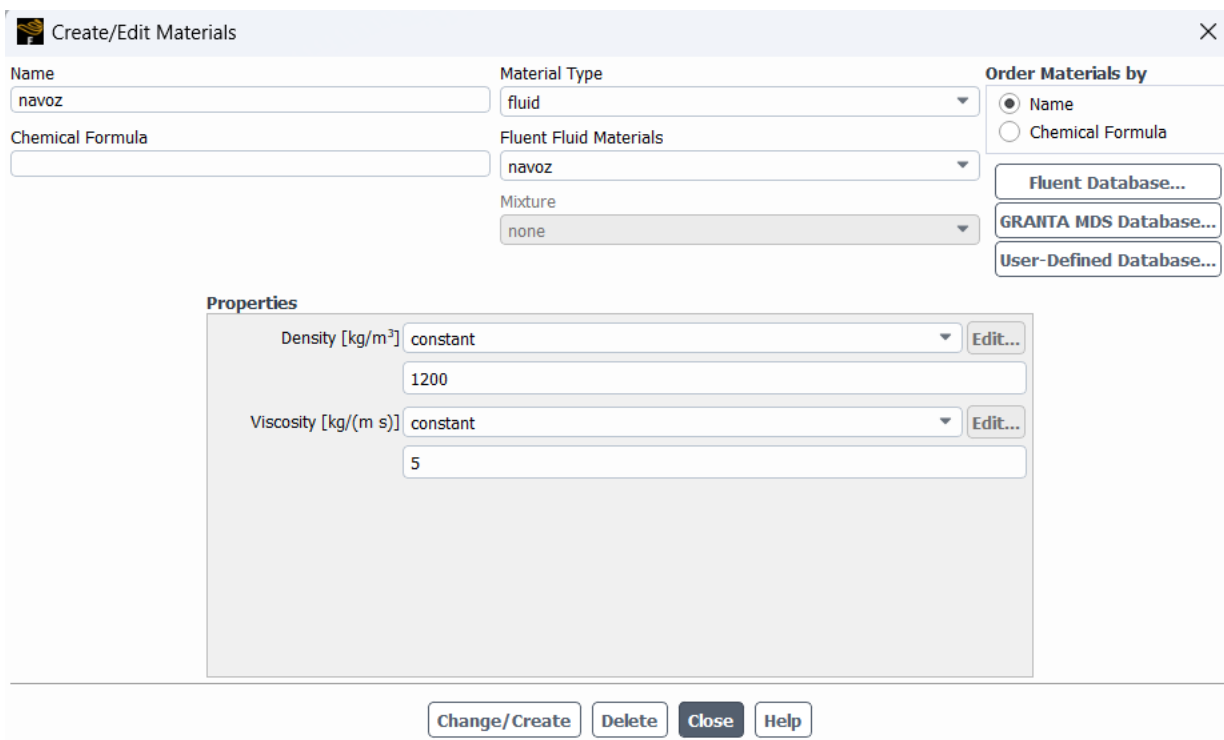 Create/Edit Materials
Name
navoz
Chemical Formula
Material Type
fluid
Fluent Fluid Materials
navoz
Mixture
none
Order Materials by
Name
Chemical Formula
Fluent Database...
GRANTA MDS Database...
User-Defined Database...
Properties
Density [kg/m³] constant Edit...
1200
Viscosity [kg/(m s)] constant Edit...
5
Change/Create Delete Close Help